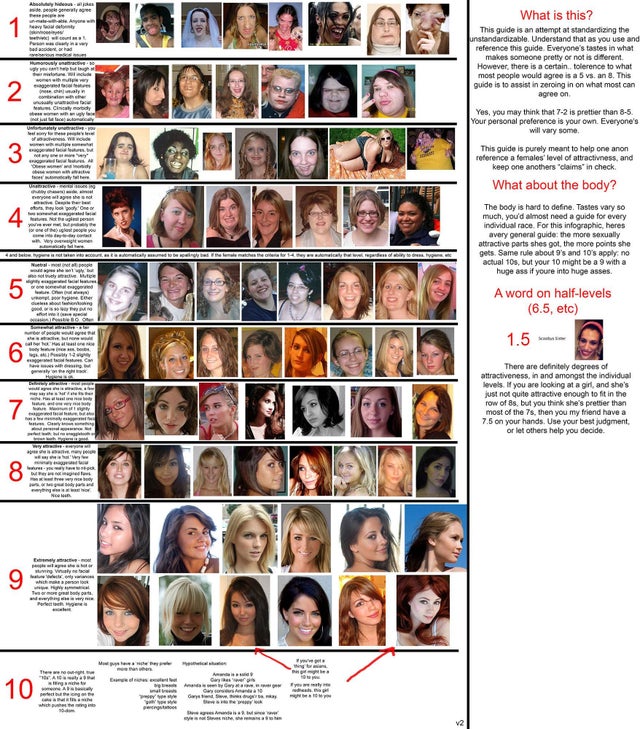 1
Absolutely hideous - all jokes
aside, people generally agree
these people are
un-mate-with-able. Anyone with
heavy facial deformity
will count as a 1.
Person was clearly in a very
bad accident, or had
rare/serious medical issues
2
Humorously unattractive - so
ugly you can't help but laugh at
their misfortune. Will include
women with multiple very
exaggerated facial features
(nose, chin) usually in
combination with other
unusually unattractive facial
features. Clinically morbidly
obese women with an ugly face
(not just fat face) automatically
3
Unfortunately unattractive - you
feel sorry for these people's level
of attractiveness. Will include
women with multiple somewhat
exaggerated facial features, but
not any one or more "very"
exaggerated facial features. All
"Obese women" and "morbidly
obese women with attractive
faces" automatically fall here.
4
Unattractive - mental issues (eg
chubby chasers) aside, almost
everyone will agree she is not
attractive. Despite their best
efforts, they look 'goofy.' One or
two somewhat exaggerated facial
features. Not the ugliest person
you've ever met, but probably the
(or one of the) ugliest people you
come into day-to-day contact
with. Very overweight women
automatically fall here.
4 and below, hygiene is not taken into account, as it is automatically assumed to be apallingly bad. If the female matches the criteria for 1-4, they are automatically that level, regardless of ability to dress, hygiene, etc
5
Nuetral - most (not all) people
would agree she isn't 'ugly,' but
also not truly attractive. Multiple
slightly exaggerated facial features,
or one somewhat exaggerated
feature. Often (not always)
unkempt, poor hygiene. Either
clueless about fashion/looking
good, or is so lazy they put no
effort into it (save special
occasion.) Possible B.O. Often
6
Somewhat attractive - a fair
number of people would agree that
she is attractive, but none would
call her 'hot.' Has at least one nice
body feature (nice ass, boobs,
legs, etc.) Possibly 1-2 slightly
exaggerated facial features. Can
have issues with dressing, but
generally 'on the right track.'
Hygiene is ok.
7
Definitely attractive - most people
would agree she is attractive, a few
may say she is 'hot' if she fits their
niche. Has at least one nice body
feature, and one very nice body
feature. Maximum of 1 slightly
exaggerated facial feature, but also
has a few minimally exaggerated facial
features. Clearly knows something
about personal appearance. Not
perfect teeth, but no snaggletooth or
brown teeth. Hygiene is good.
8
Very attractive - everyone will
agree she is attractive, many people
will say she is 'hot.' Very few
minimally exaggerated facial
features - you really have to nit-pick,
but they are not imagined flaws.
Has at least three very nice body
parts, or two great body parts and
everything else is at least 'nice'.
Nice teeth.
9
Extremely attractive - most
people will agree she is hot or
stunning. Virtually no facial
feature 'defects', only variances
which make a person look
unique. Highly symmetrical.
Two or more great body parts,
and everything else is very nice.
Perfect teeth. Hygiene is
excellent.
10
There are no out-right, true
"10s". A 10 is really a 9 that
is filling a niche for
someone. A 9 is basically
perfect but the icing on the
cake is that it fills a niche
which pushes the rating into
10-dom.
Most guys have a 'niche' they prefer
more than others.
Example of niches: excellent feet
big breasts
small breasts
"preppy" type style
"goth" type style
piercings/tattoos
Hypothetical situation:
Amanda is a solid 9
Gary likes "raver" girls
Amanda is seen by Gary at a rave, in raver gear
Gary considers Amanda a 10
Garys friend, Steve, thinks drugs'r ba, mkay.
Steve is into the 'preppy' look
Steve agrees Amanda is a 9, but since 'raver'
style is not Steves niche, she remains a 9 to him
If you've got a
'thing' for asians,
this girl might be a
10 to you.
If you are really into
redheads, this girl
might be a 10 to you
What is this?
This guide is an attempt at standardizing the
unstandardizable. Understand that as you use and
reference this guide. Everyone's tastes in what
makes someone pretty or not is different.
However, there is a certain.. tolerence to what
most people would agree is a 5 vs. an 8. This
guide is to assist in zeroing in on what most can
agree on.
Yes, you may think that 7-2 is prettier than 8-5.
Your personal preference is your own. Everyone's
will vary some.
This guide is purely meant to help one anon
reference a females' level of attractiveness, and
keep one anothers "claims" in check.
What about the body?
The body is hard to define. Tastes vary so
much, you'd almost need a guide for every
individual race. For this infographic, heres
avery general guide: the more sexually
attractive parts shes got, the more points she
gets. Same rule about 9's and 10's apply: no
actual 10s, but your 10 might be a 9 with a
huge ass if youre into huge asses.
A word on half-levels
(6.5, etc)
1.5
Scoobus Sister
There are definitely degrees of
attractiveness, in and amongst the individual
levels. If you are looking at a girl, and she's
just not quite attractive enough to fit in the
row of 8s, but you think she's prettier than
most of the 7s, then you my friend have a
7.5 on your hands. Use your best judgment,
or let others help you decide.
v2